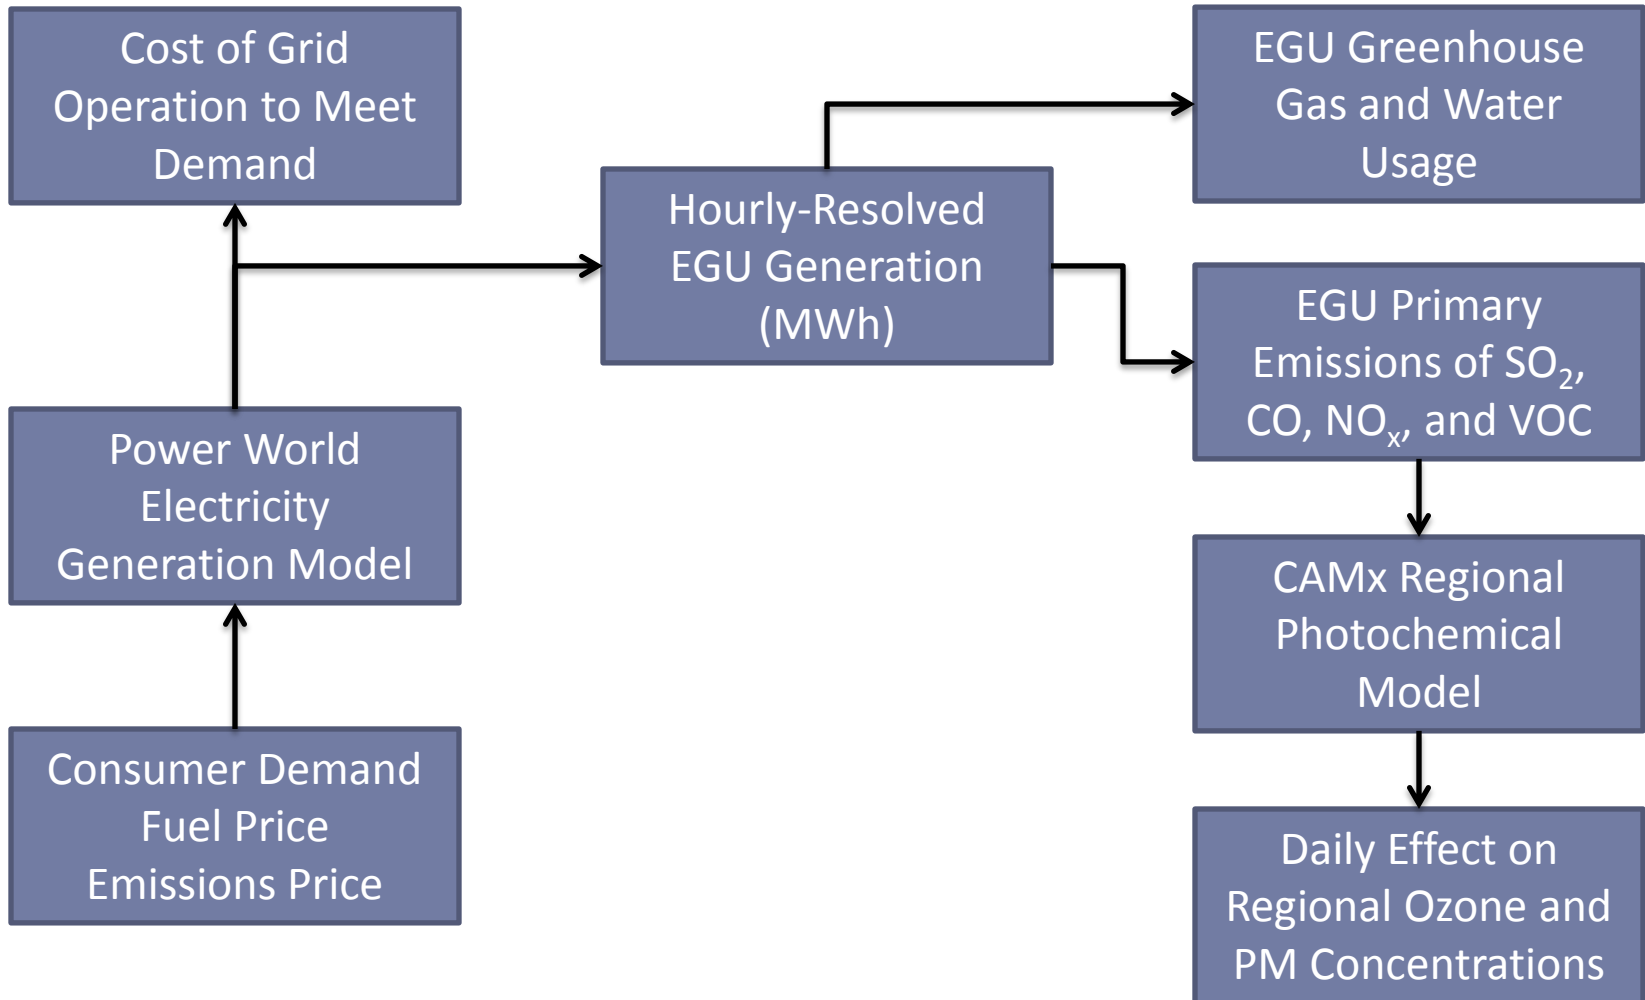 Cost of Grid
Operation to Meet
Demand
EGU Greenhouse
Gas and Water
Usage
Hourly-Resolved
EGU Generation
(MWh)
EGU Primary
Emissions of SO₂,
CO, NOₓ, and VOC
Power World
Electricity
Generation Model
CAMx Regional
Photochemical
Model
Consumer Demand
Fuel Price
Emissions Price
Daily Effect on
Regional Ozone and
PM Concentrations